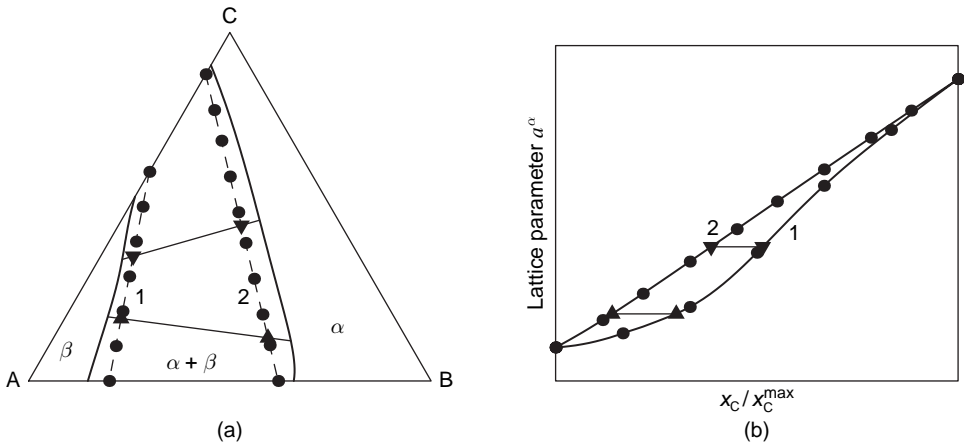 C
1
2
β
α + β
α
A
B
(a)
Lattice parameter a^α
2
1
x_C / x_C^max
(b)